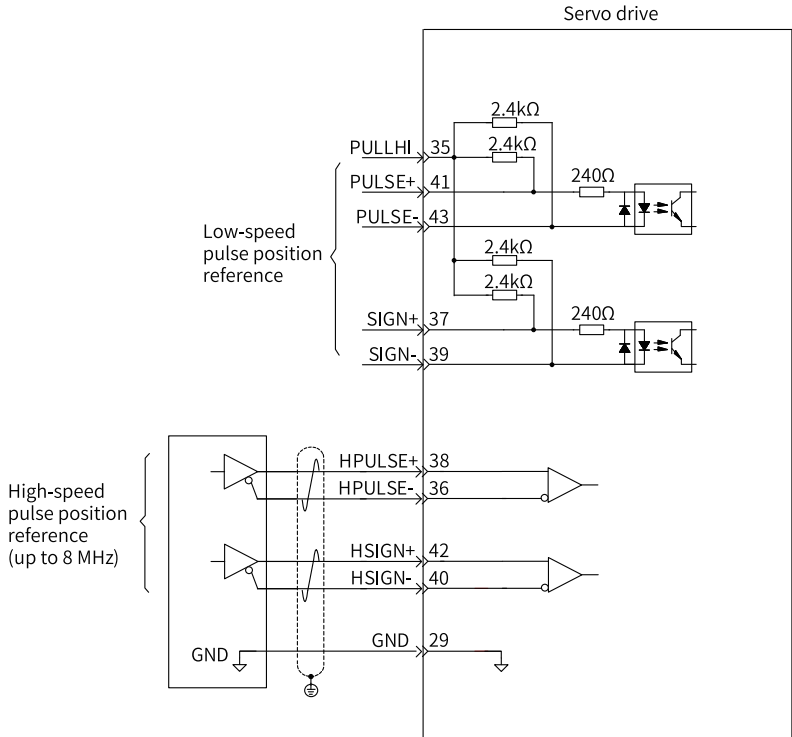 Servo drive
2.4kΩ
PULLHI 35 2.4kΩ
PULSE+ 41 240Ω
PULSE- 43
Low-speed
pulse position
reference
2.4kΩ
2.4kΩ
SIGN+ 37 240Ω
SIGN- 39
HPULSE+ 38
HPULSE- 36
High-speed
pulse position
reference
(up to 8 MHz)
HSIGN+ 42
HSIGN- 40
GND GND 29